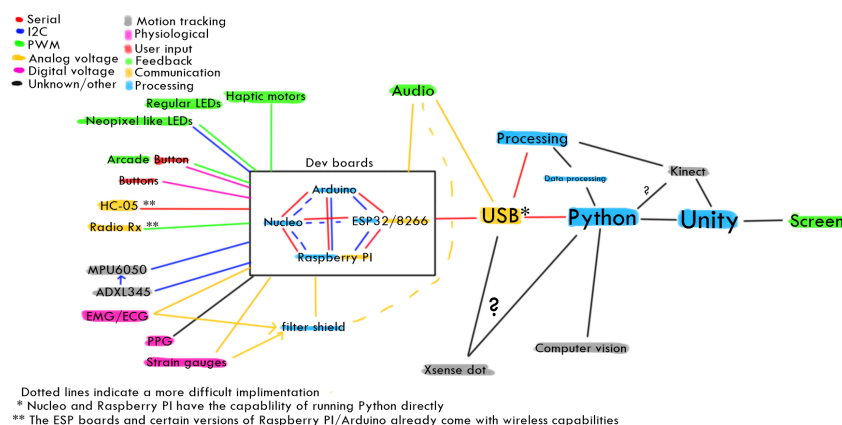 Serial
I2C
PWM
Analog voltage
Digital voltage
Unknown/other
Motion tracking
Physiological
User input
Feedback
Communication
Processing
Regular LEDs
Haptic motors
Neopixel like LEDs
Audio
Arcade Button
Buttons
HC-05 **
Radio Rx **
MPU6050
ADXL345
EMG/ECG
PPG
Strain gauges
filter shield
Dev boards
Arduino
Nucleo
ESP32/8266
Raspberry PI
USB*
Processing
Data processing
Python
Kinect
?
Unity
Screen
?
Xsense dot
Computer vision
Dotted lines indicate a more difficult implimentation
* Nucleo and Raspberry PI have the capablility of running Python directly
** The ESP boards and certain versions of Raspberry PI/Arduino already come with wireless capabilities